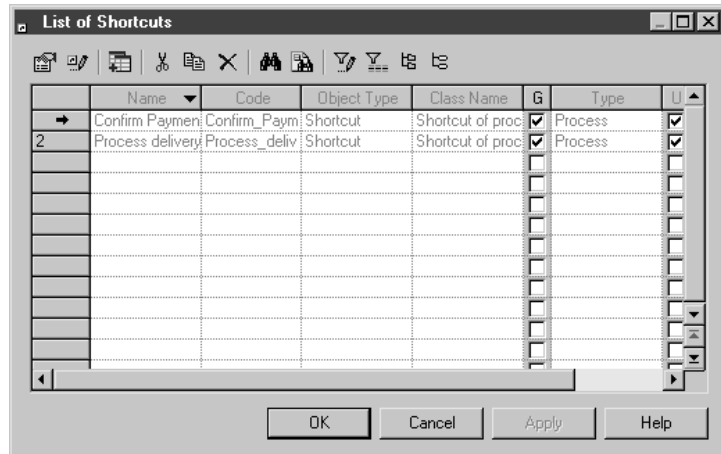 List of Shortcuts
Name Code Object Type Class Name G Type U
Confirm Paymen Confirm_Paym Shortcut Shortcut of proc Process
2 Process delivery Process_deliv Shortcut Shortcut of proc Process
OK Cancel Apply Help